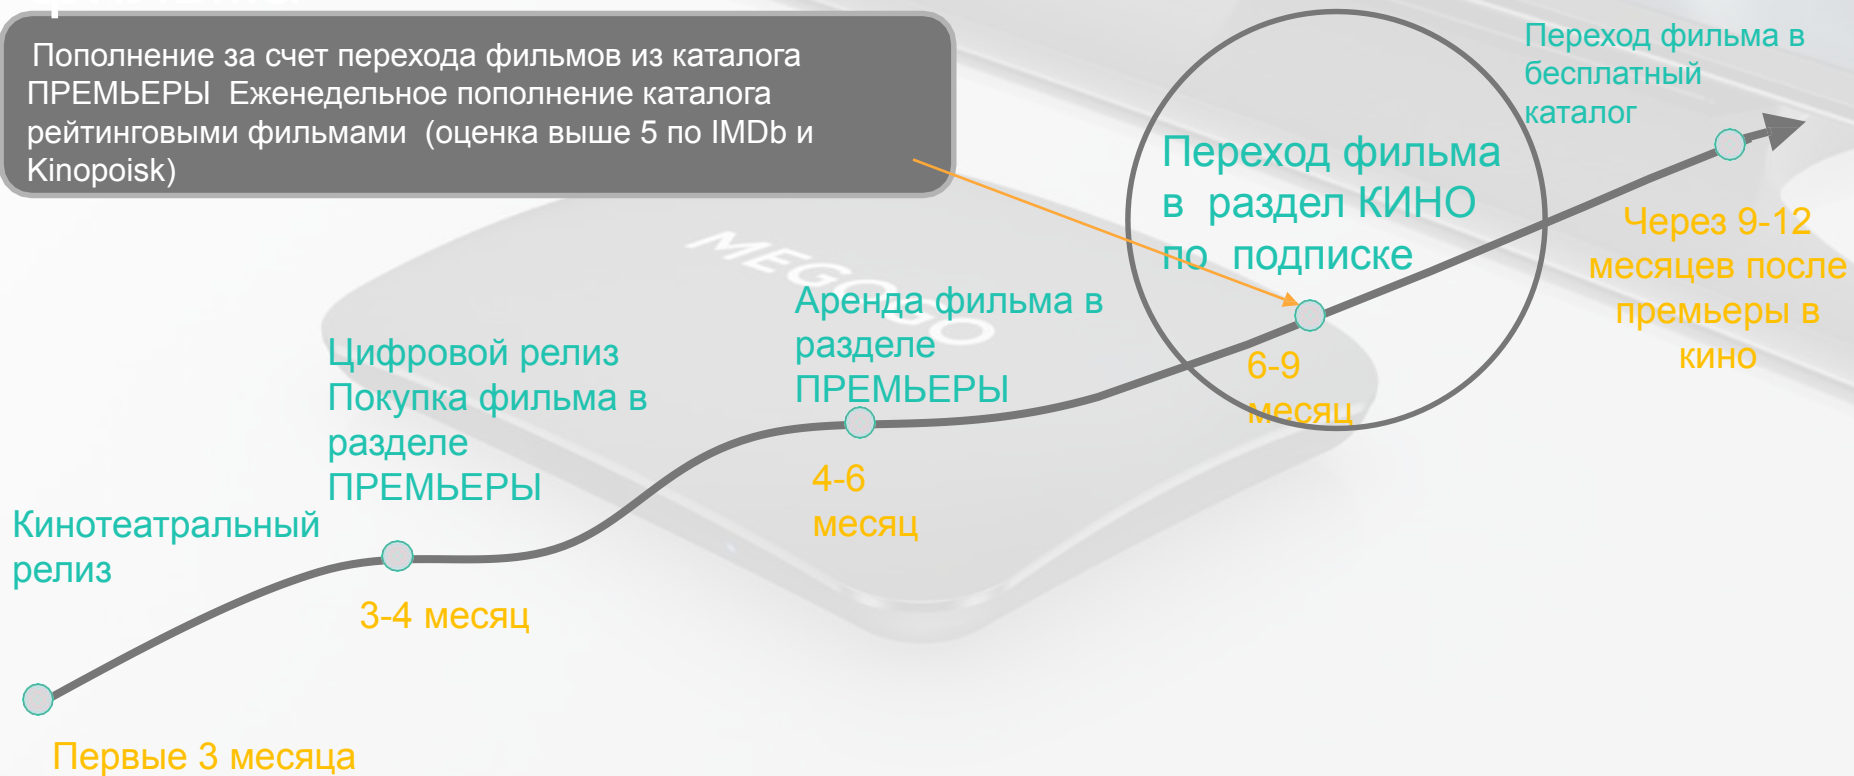 Пополнение за счет перехода фильмов из каталога
ПРЕМЬЕРЫ Еженедельное пополнение каталога
рейтинговыми фильмами (оценка выше 5 по IMDb и
Kinopoisk)
Переход фильма в
бесплатный
каталог
Переход фильма
в раздел КИНО
по подписке
Через 9-12
месяцев после
премьеры в
кино
MEGOGO
Аренда фильма в
разделе
ПРЕМЬЕРЫ
6-9
месяц
Цифровой релиз
Покупка фильма в
разделе
ПРЕМЬЕРЫ
4-6
месяц
Кинотеатральный
релиз
3-4 месяц
Первые 3 месяца